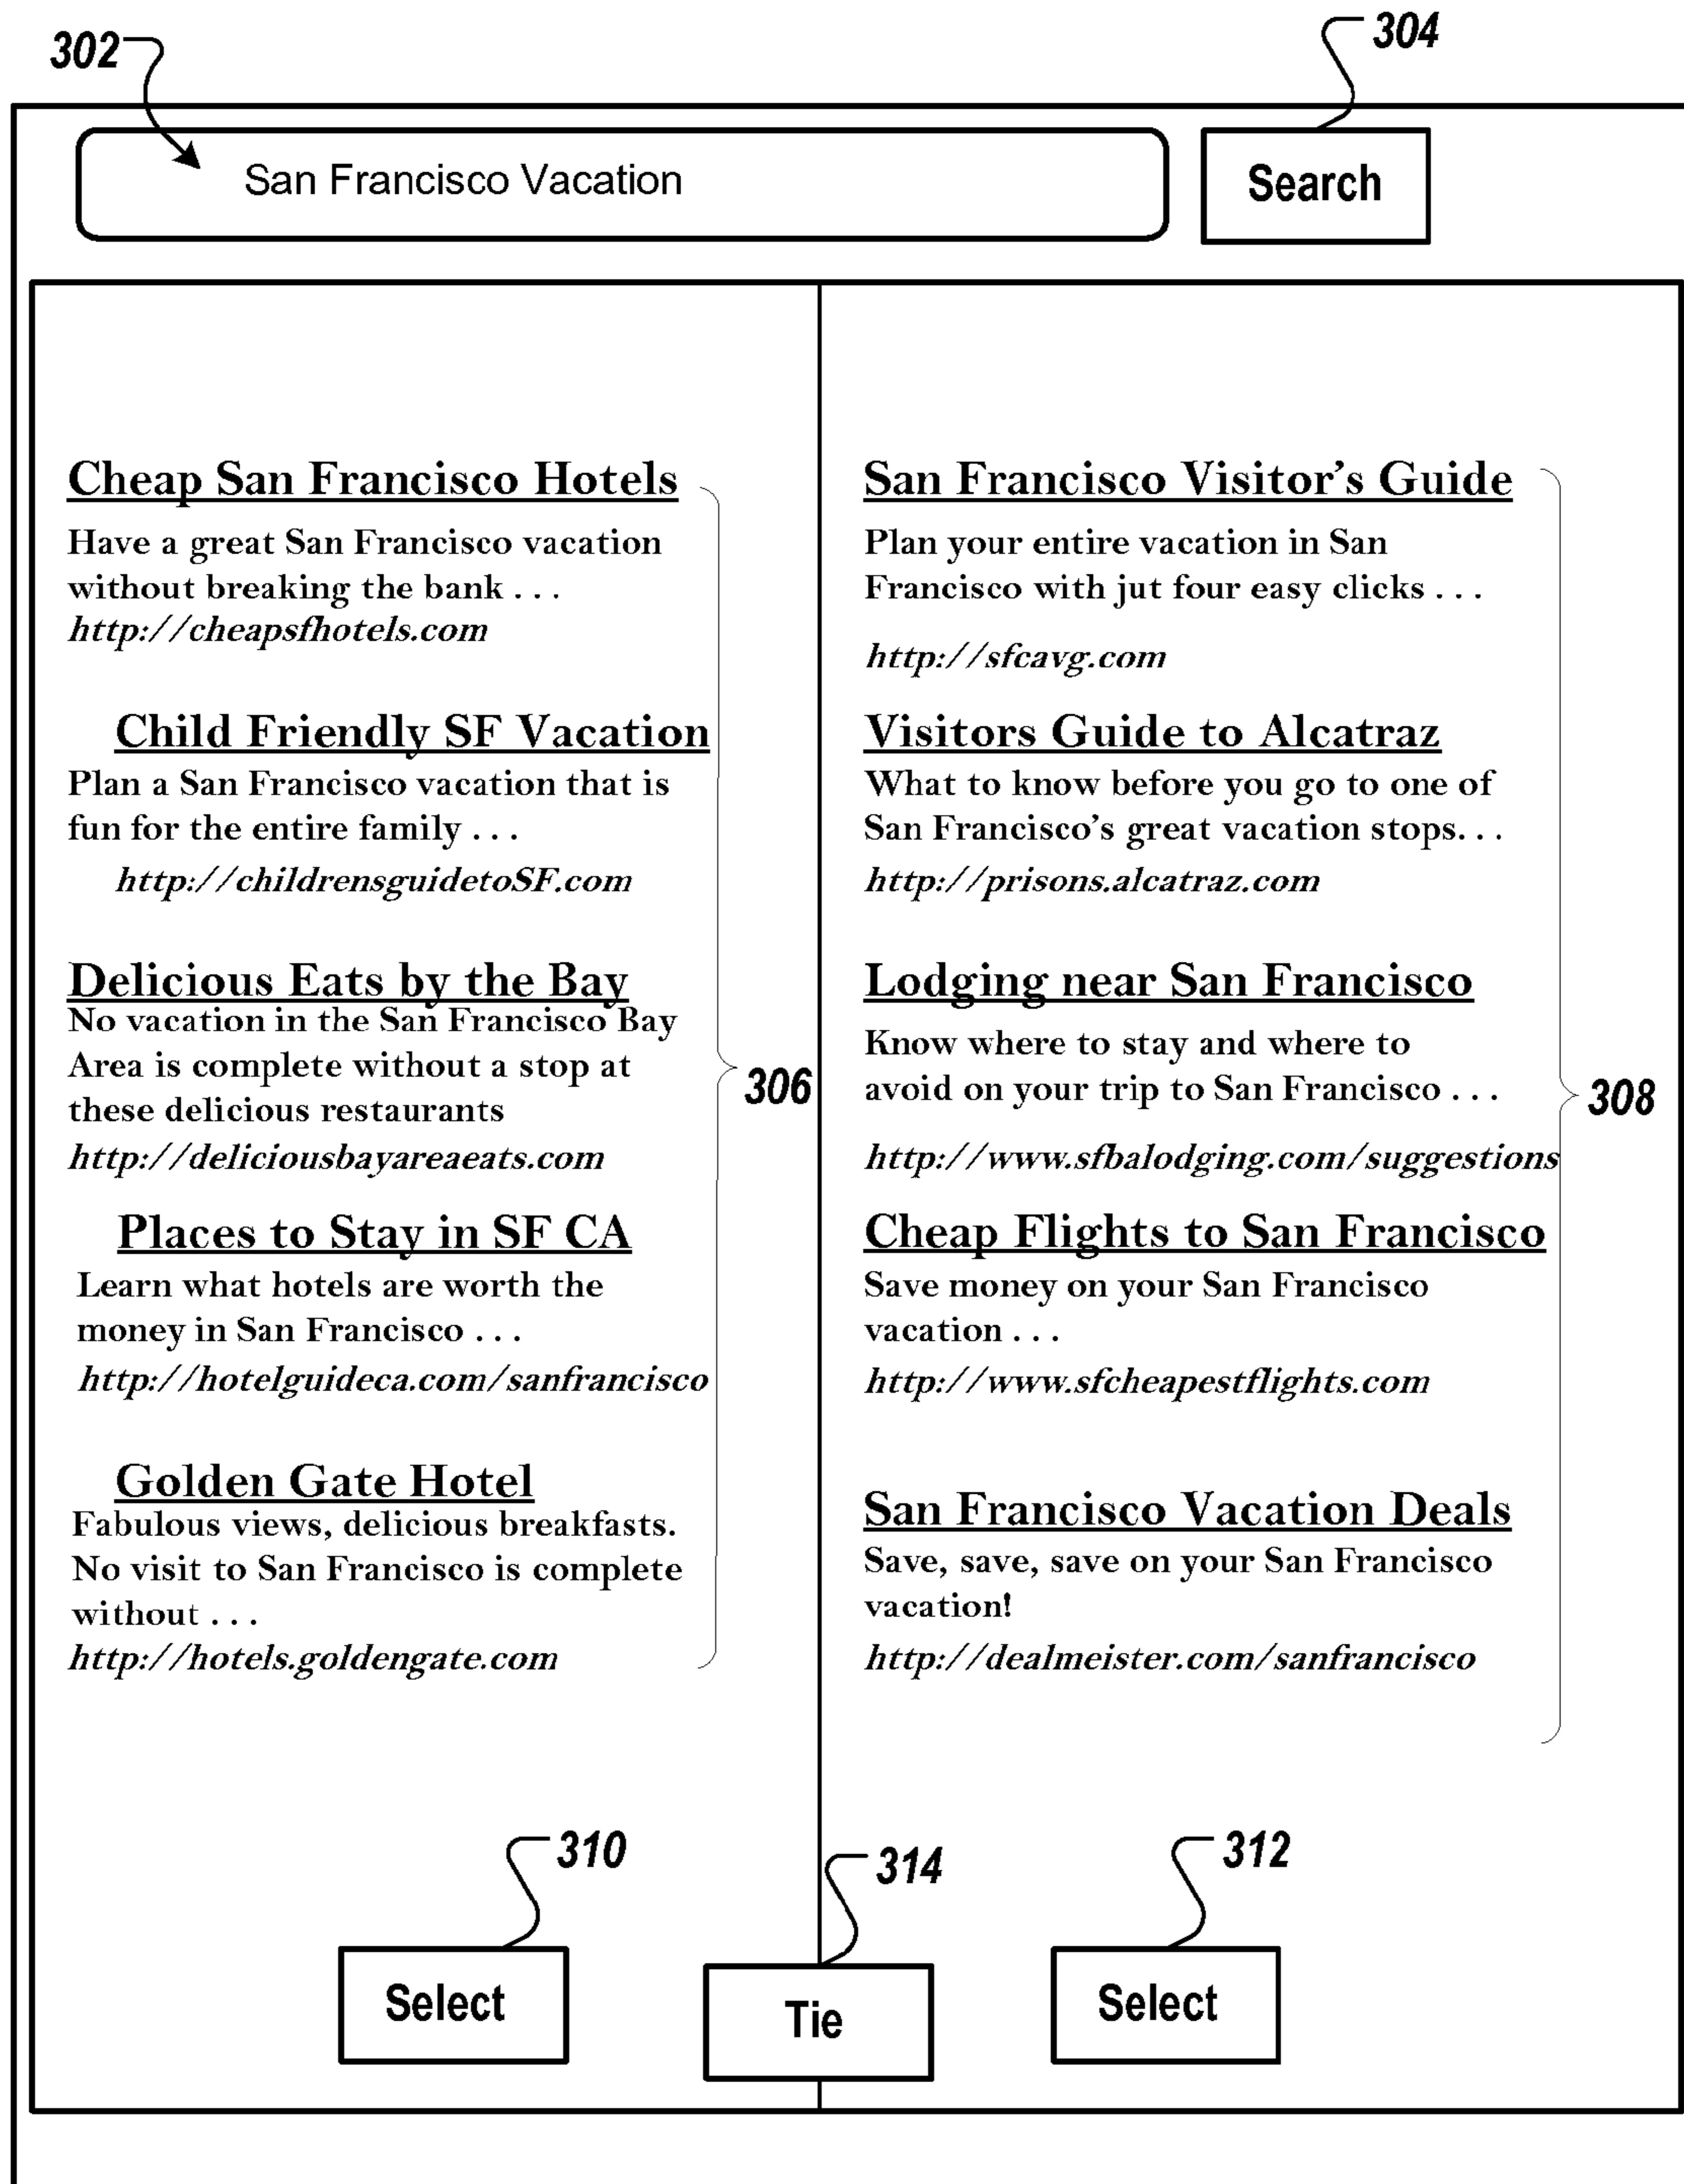 302
304
San Francisco Vacation
Search
Cheap San Francisco Hotels
Have a great San Francisco vacation
without breaking the bank . . .
http://cheapsfhotels.com
Child Friendly SF Vacation
Plan a San Francisco vacation that is
fun for the entire family . . .
http://childrensguidetoSF.com
Delicious Eats by the Bay
No vacation in the San Francisco Bay
Area is complete without a stop at
these delicious restaurants
http://deliciousbayareaeats.com
Places to Stay in SF CA
Learn what hotels are worth the
money in San Francisco . . .
http://hotelguideca.com/sanfrancisco
Golden Gate Hotel
Fabulous views, delicious breakfasts.
No visit to San Francisco is complete
without . . .
http://hotels.goldengate.com
306
San Francisco Visitor's Guide
Plan your entire vacation in San
Francisco with jut four easy clicks . . .
http://sfcavg.com
Visitors Guide to Alcatraz
What to know before you go to one of
San Francisco's great vacation stops. . .
http://prisons.alcatraz.com
Lodging near San Francisco
Know where to stay and where to
avoid on your trip to San Francisco . . .
http://www.sfbalodging.com/suggestions
Cheap Flights to San Francisco
Save money on your San Francisco
vacation . . .
http://www.sfcheapestflights.com
San Francisco Vacation Deals
Save, save, save on your San Francisco
vacation!
http://dealmeister.com/sanfrancisco
308
310
314
312
Select
Tie
Select